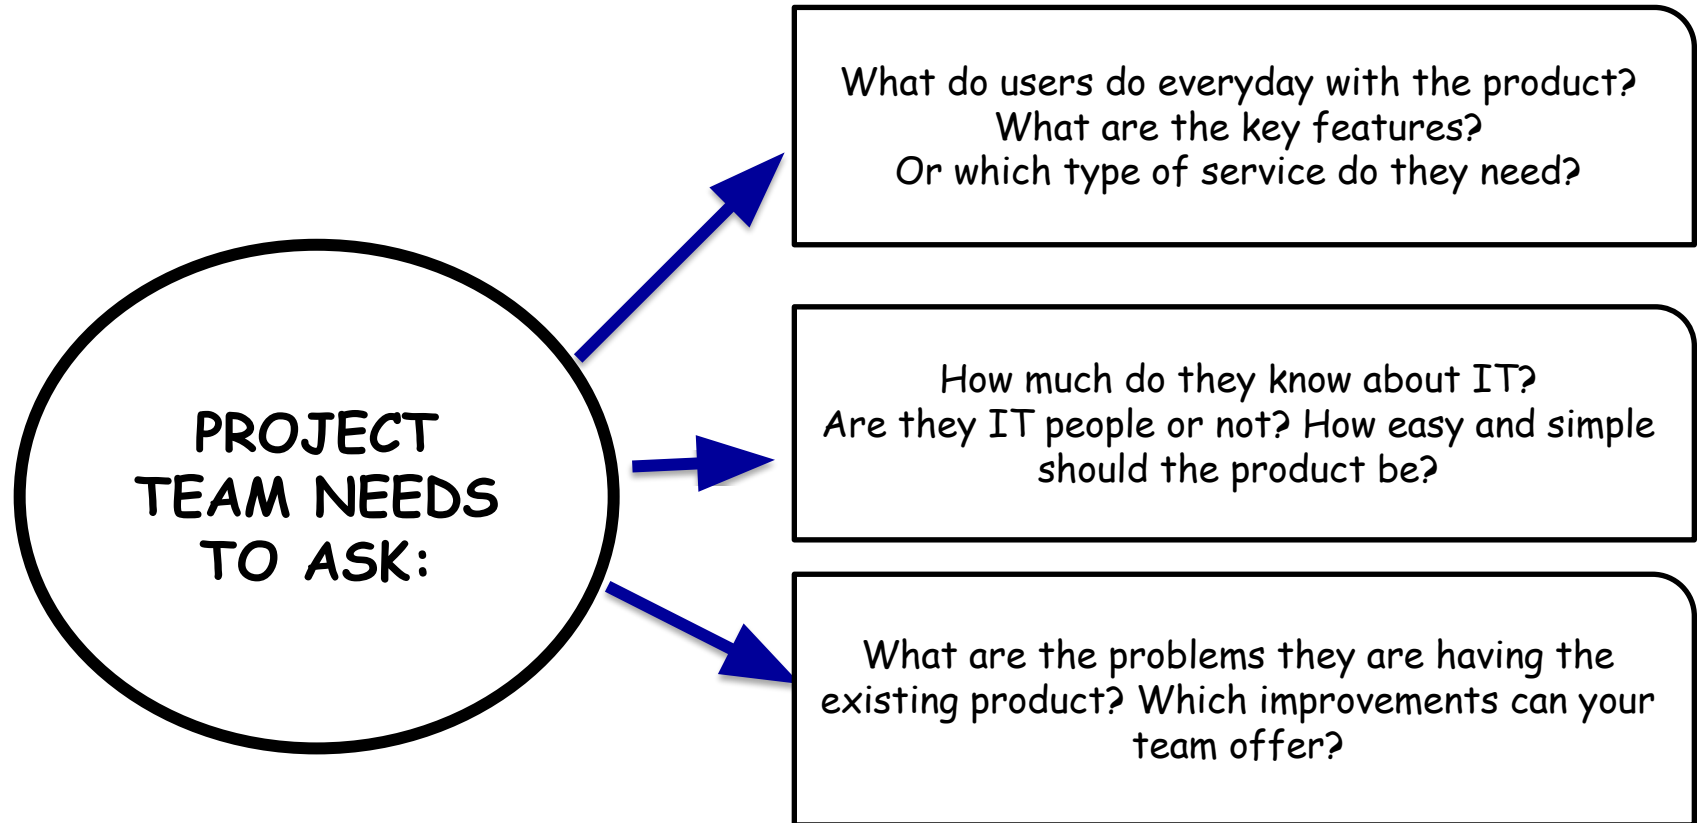 PROJECT
TEAM NEEDS
TO ASK:
What do users do everyday with the product?
What are the key features?
Or which type of service do they need?
How much do they know about IT?
Are they IT people or not? How easy and simple
should the product be?
What are the problems they are having the
existing product? Which improvements can your
team offer?